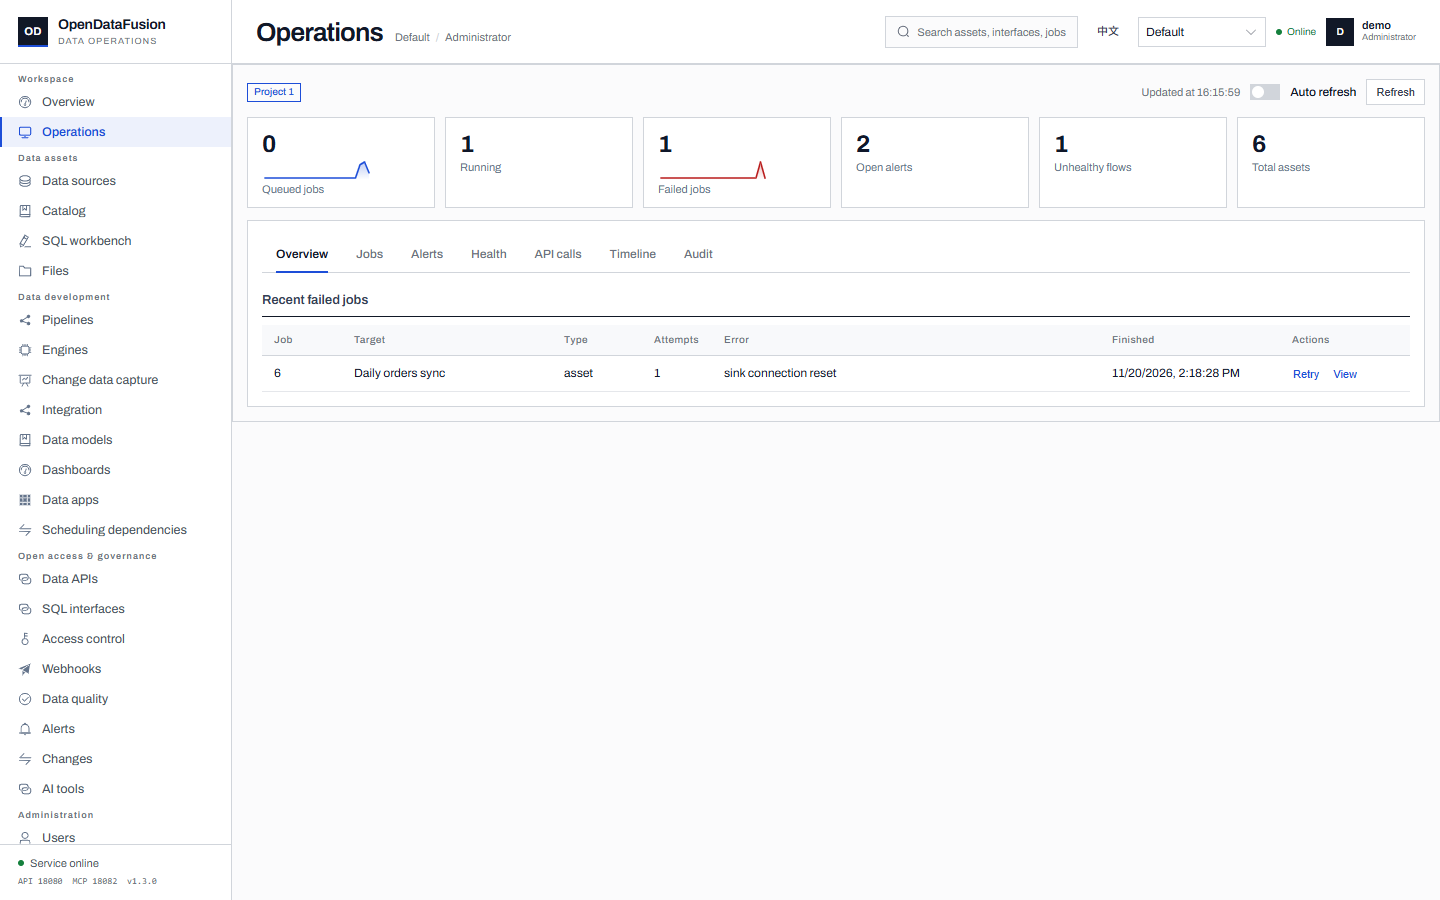 OD
OpenDataFusion
DATA OPERATIONS
Workspace
Overview
Operations
Data assets
Data sources
Catalog
SQL workbench
Files
Data development
Pipelines
Engines
Change data capture
Integration
Data models
Dashboards
Data apps
Scheduling dependencies
Open access & governance
Data APIs
SQL interfaces
Access control
Webhooks
Data quality
Alerts
Changes
AI tools
Administration
Users
Service online
API 18080 MCP 18082 v1.3.0
Operations Default / Administrator
Search assets, interfaces, jobs
中文
Default
Online
D
demo
Administrator
Project 1
Updated at 16:15:59
Auto refresh
Refresh
0
Queued jobs
1
Running
1
Failed jobs
2
Open alerts
1
Unhealthy flows
6
Total assets
Overview Jobs Alerts Health API calls Timeline Audit
Recent failed jobs
Job Target Type Attempts Error Finished Actions
6 Daily orders sync asset 1 sink connection reset 11/20/2026, 2:18:28 PM Retry View